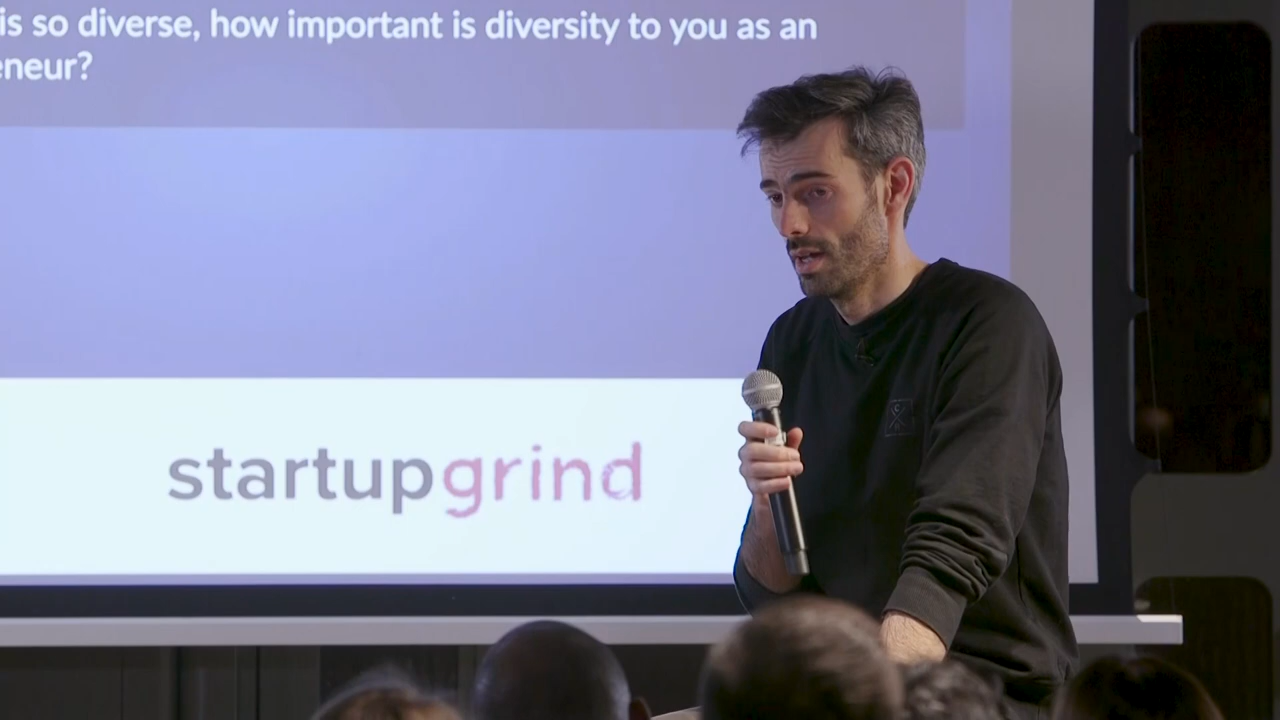 is so diverse, how important is diversity to you as an
eneur?
startupgrind